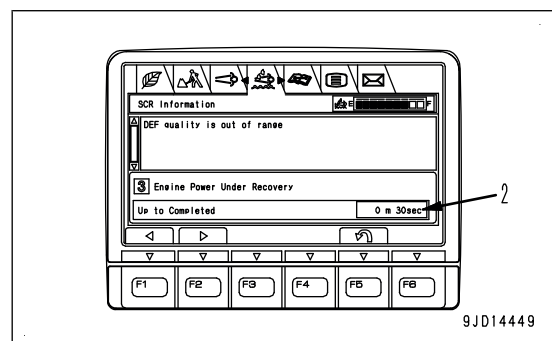 SCR Information
E F
DEF quality is out of range
3 Engine Power Under Recovery
Up to Completed 0 m 30sec
2
F1 F2 F3 F4 F5 F6
9JD14449